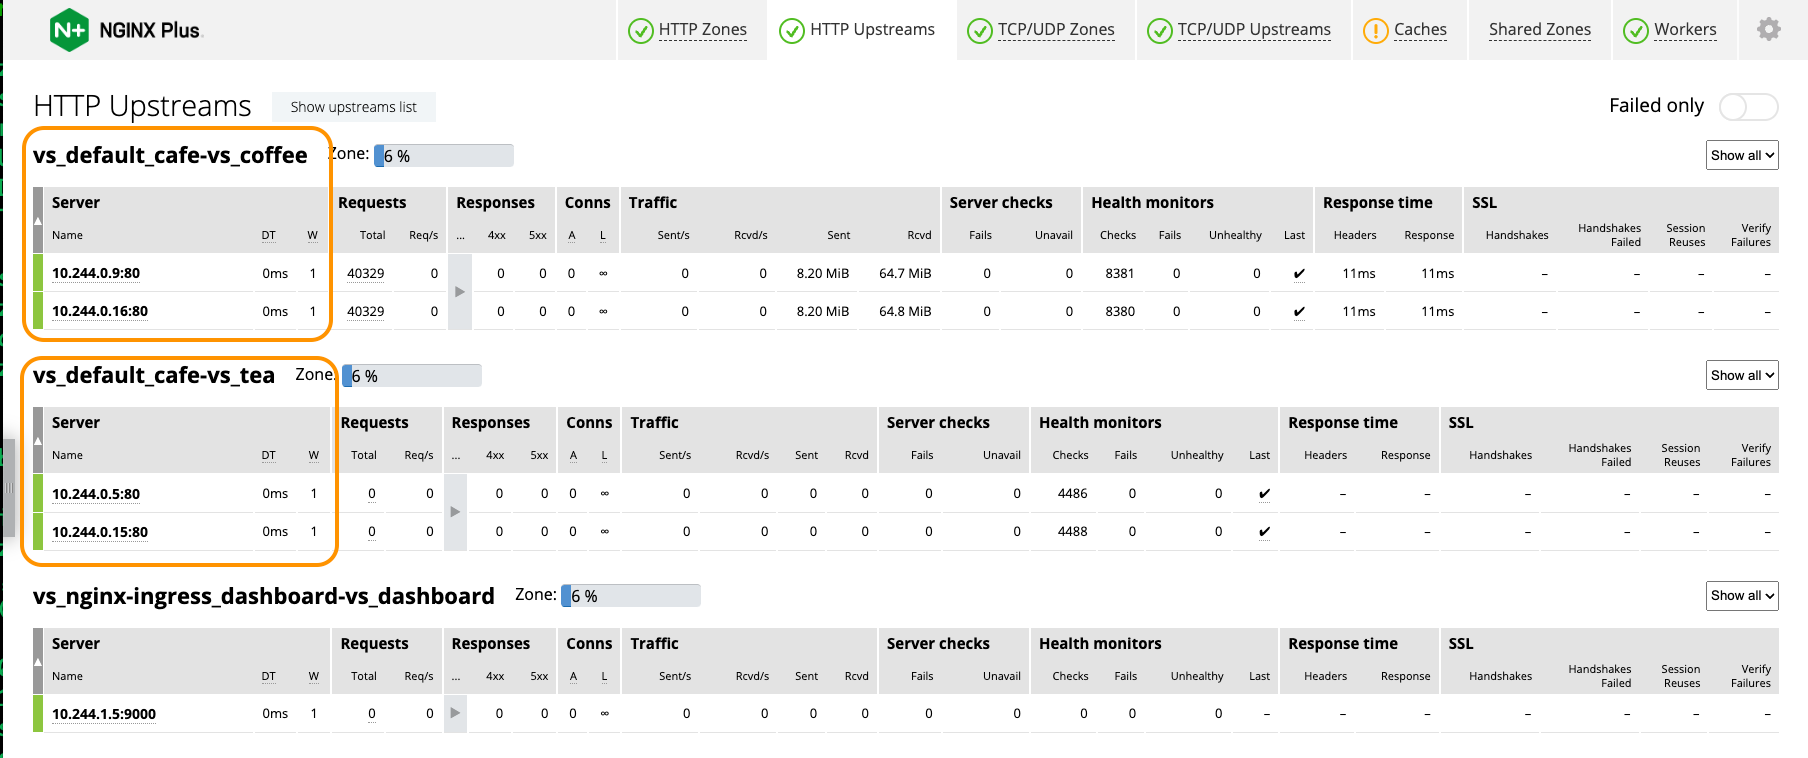 N+ NGINX Plus HTTP Zones HTTP Upstreams TCP/UDP Zones TCP/UDP Upstreams Caches Shared Zones Workers
HTTP Upstreams Show upstreams list Failed only
vs_default_cafe-vs_coffee Zone: 6 % Show all
Server Requests Responses Conns Traffic Server checks Health monitors Response time SSL
Name DT W Total Req/s ... 4xx 5xx A L Sent/s Rcvd/s Sent Rcvd Fails Unavail Checks Fails Unhealthy Last Headers Response Handshakes Handshakes Failed Session Reuses Verify Failures
10.244.0.9:80 0ms 1 40329 0 0 0 0 ∞ 0 0 8.20 MiB 64.7 MiB 0 0 8381 0 0 ✔ 11ms 11ms – – – –
10.244.0.16:80 0ms 1 40329 0 0 0 0 ∞ 0 0 8.20 MiB 64.8 MiB 0 0 8380 0 0 ✔ 11ms 11ms – – – –
vs_default_cafe-vs_tea Zone: 6 % Show all
Server Requests Responses Conns Traffic Server checks Health monitors Response time SSL
Name DT W Total Req/s ... 4xx 5xx A L Sent/s Rcvd/s Sent Rcvd Fails Unavail Checks Fails Unhealthy Last Headers Response Handshakes Handshakes Failed Session Reuses Verify Failures
10.244.0.5:80 0ms 1 0 0 0 0 0 ∞ 0 0 0 0 0 0 4486 0 0 ✔ – – – – – –
10.244.0.15:80 0ms 1 0 0 0 0 0 ∞ 0 0 0 0 0 0 4488 0 0 ✔ – – – – – –
vs_nginx-ingress_dashboard-vs_dashboard Zone: 6 % Show all
Server Requests Responses Conns Traffic Server checks Health monitors Response time SSL
Name DT W Total Req/s ... 4xx 5xx A L Sent/s Rcvd/s Sent Rcvd Fails Unavail Checks Fails Unhealthy Last Headers Response Handshakes Handshakes Failed Session Reuses Verify Failures
10.244.1.5:9000 0ms 1 0 0 0 0 0 ∞ 0 0 0 0 0 0 0 0 0 – – – – – – –